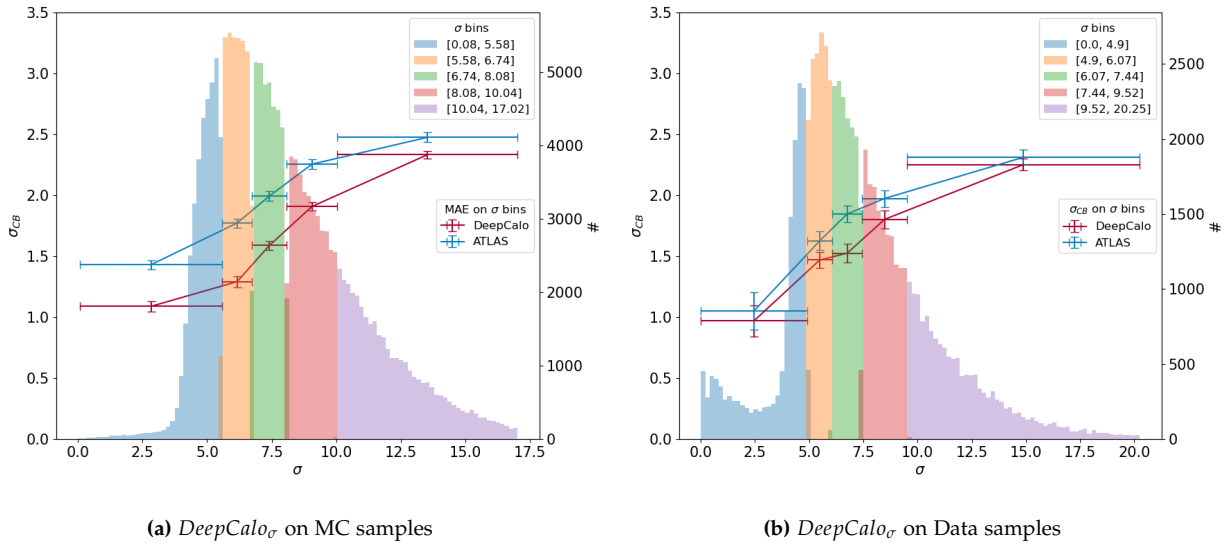 3.5
3.0
2.5
2.0
1.5
1.0
0.5
0.0
σ_CB
0.0 2.5 5.0 7.5 10.0 12.5 15.0 17.5
σ
5000
4000
3000
2000
1000
0
#
σ bins
[0.08, 5.58]
[5.58, 6.74]
[6.74, 8.08]
[8.08, 10.04]
[10.04, 17.02]
MAE on σ bins
DeepCalo
ATLAS
(a) DeepCalo_σ on MC samples
3.5
3.0
2.5
2.0
1.5
1.0
0.5
0.0
σ_CB
0.0 2.5 5.0 7.5 10.0 12.5 15.0 17.5 20.0
σ
2500
2000
1500
1000
500
0
#
σ bins
[0.0, 4.9]
[4.9, 6.07]
[6.07, 7.44]
[7.44, 9.52]
[9.52, 20.25]
σ_CB on σ bins
DeepCalo
ATLAS
(b) DeepCalo_σ on Data samples